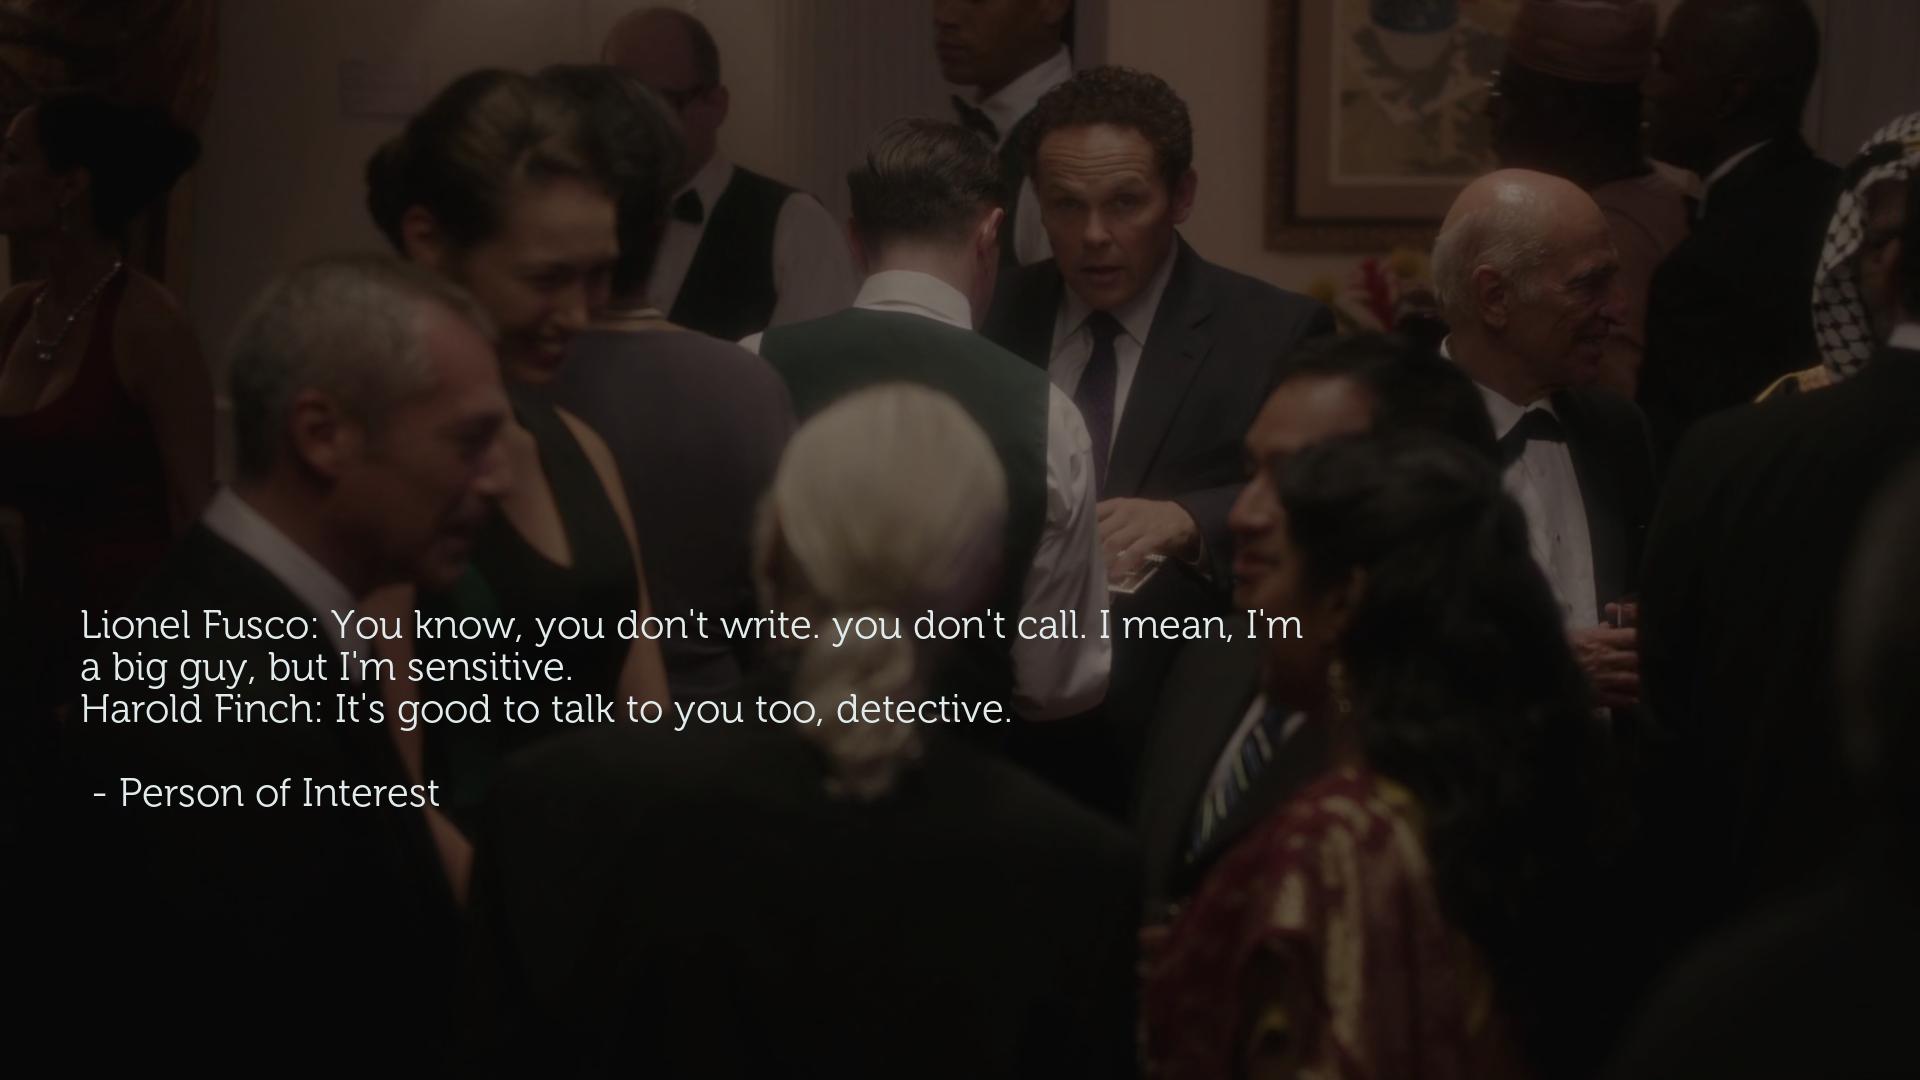 Lionel Fusco: You know, you don't write. you don't call. I mean, I'm
a big guy, but I'm sensitive.
Harold Finch: It's good to talk to you too, detective.
- Person of Interest